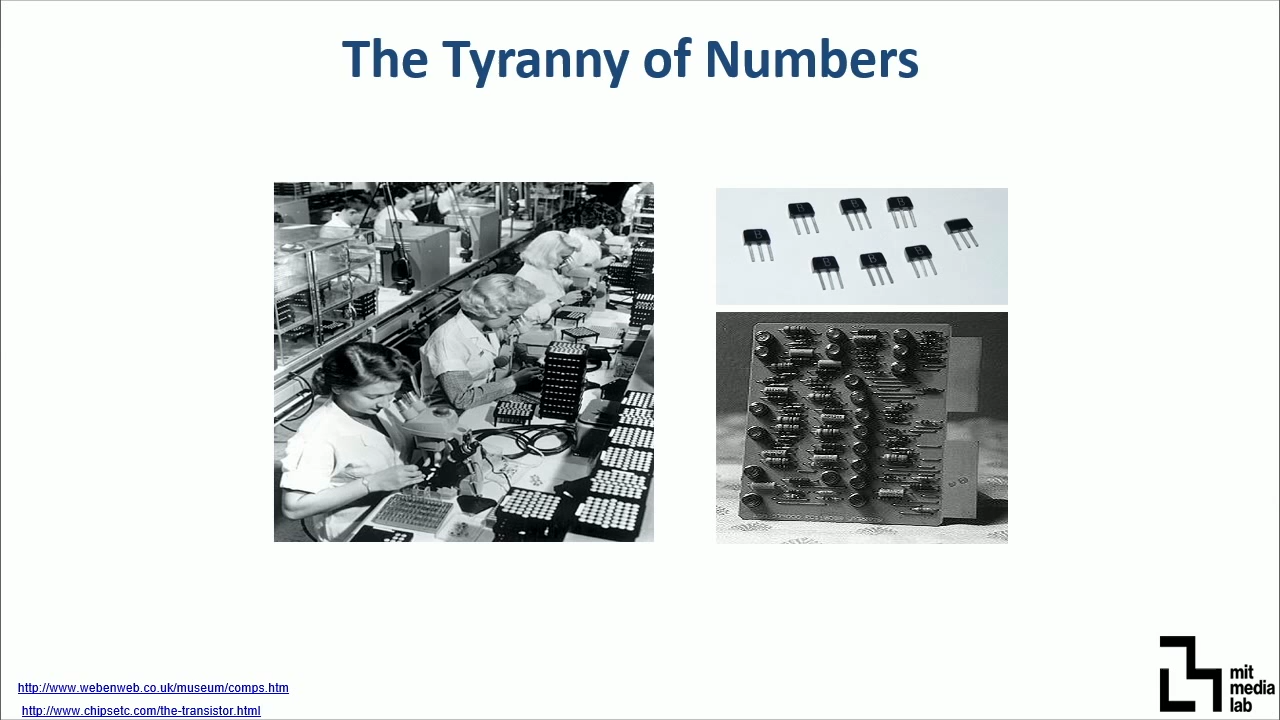 The Tyranny of Numbers
http://www.webenweb.co.uk/museum/comps.htm
http://www.chipsetc.com/the-transistor.html
mit
media
lab